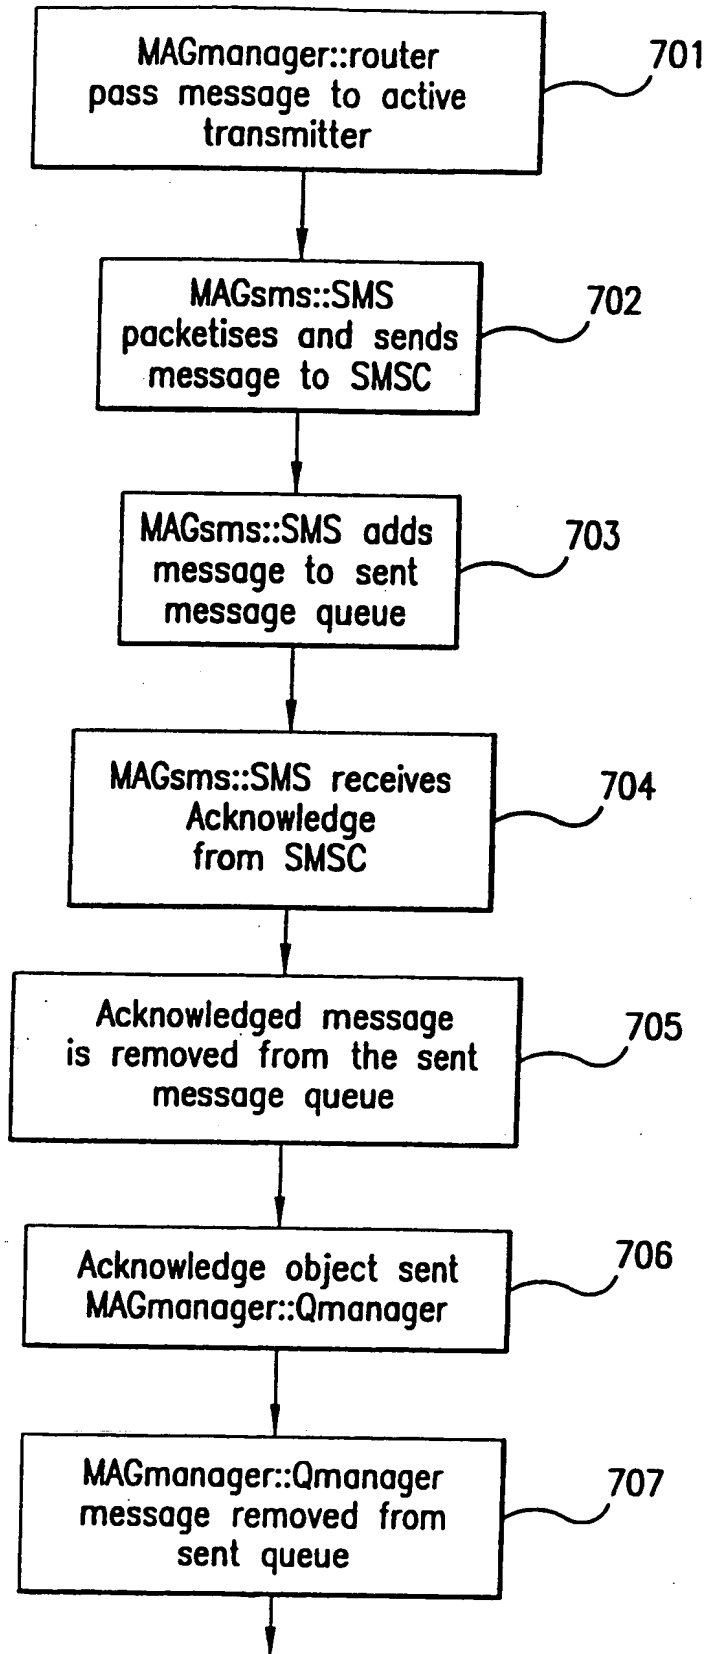 MAGmanager::router
pass message to active
transmitter
701
MAGsms::SMS
packetises and sends
message to SMSC
702
MAGsms::SMS adds
message to sent
message queue
703
MAGsms::SMS receives
Acknowledge
from SMSC
704
Acknowledged message
is removed from the sent
message queue
705
Acknowledge object sent
MAGmanager::Qmanager
706
MAGmanager::Qmanager
message removed from
sent queue
707